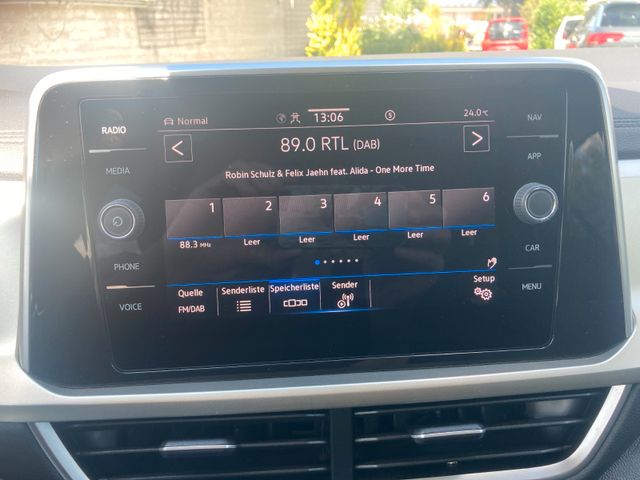 RADIO
MEDIA
PHONE
VOICE
Normal
13:06
24.0°C
89.0 RTL (DAB)
Robin Schulz & Felix Jaehn feat. Alida - One More Time
1 2 3 4 5 6
88.3 MHz Leer Leer Leer Leer Leer
Quelle Senderliste Speicherliste Sender Setup
FM/DAB
NAV
APP
CAR
MENU